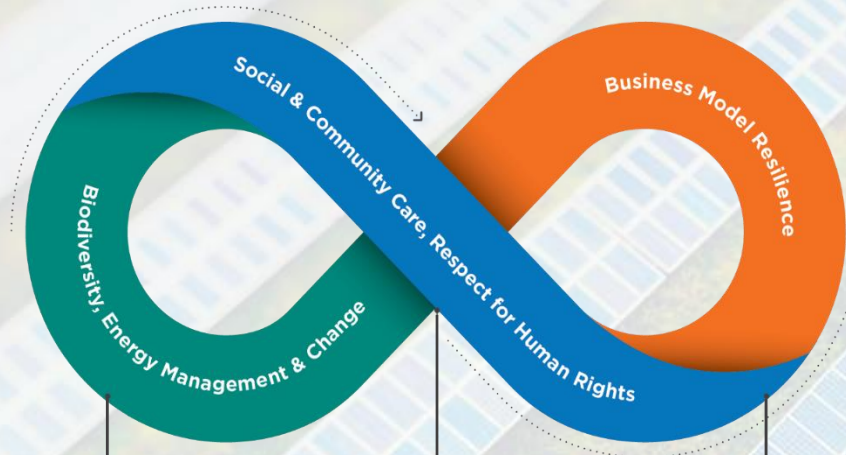 Social & Community Care, Respect for Human Rights
Business Model Resilience
Biodiversity, Energy Management & Change